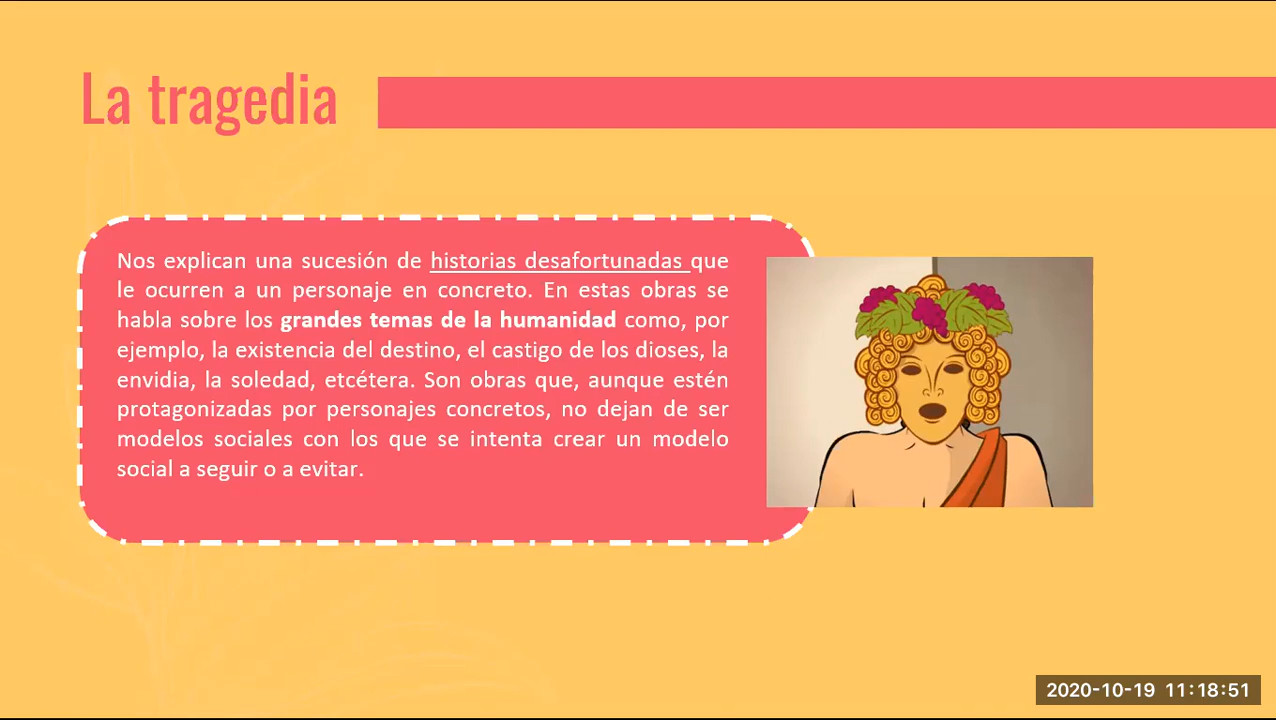 La tragedia
Nos explican una sucesión de historias desafortunadas que
le ocurren a un personaje en concreto. En estas obras se
habla sobre los grandes temas de la humanidad como, por
ejemplo, la existencia del destino, el castigo de los dioses, la
envidia, la soledad, etcétera. Son obras que, aunque estén
protagonizadas por personajes concretos, no dejan de ser
modelos sociales con los que se intenta crear un modelo
social a seguir o a evitar.
2020-10-19 11:18:51